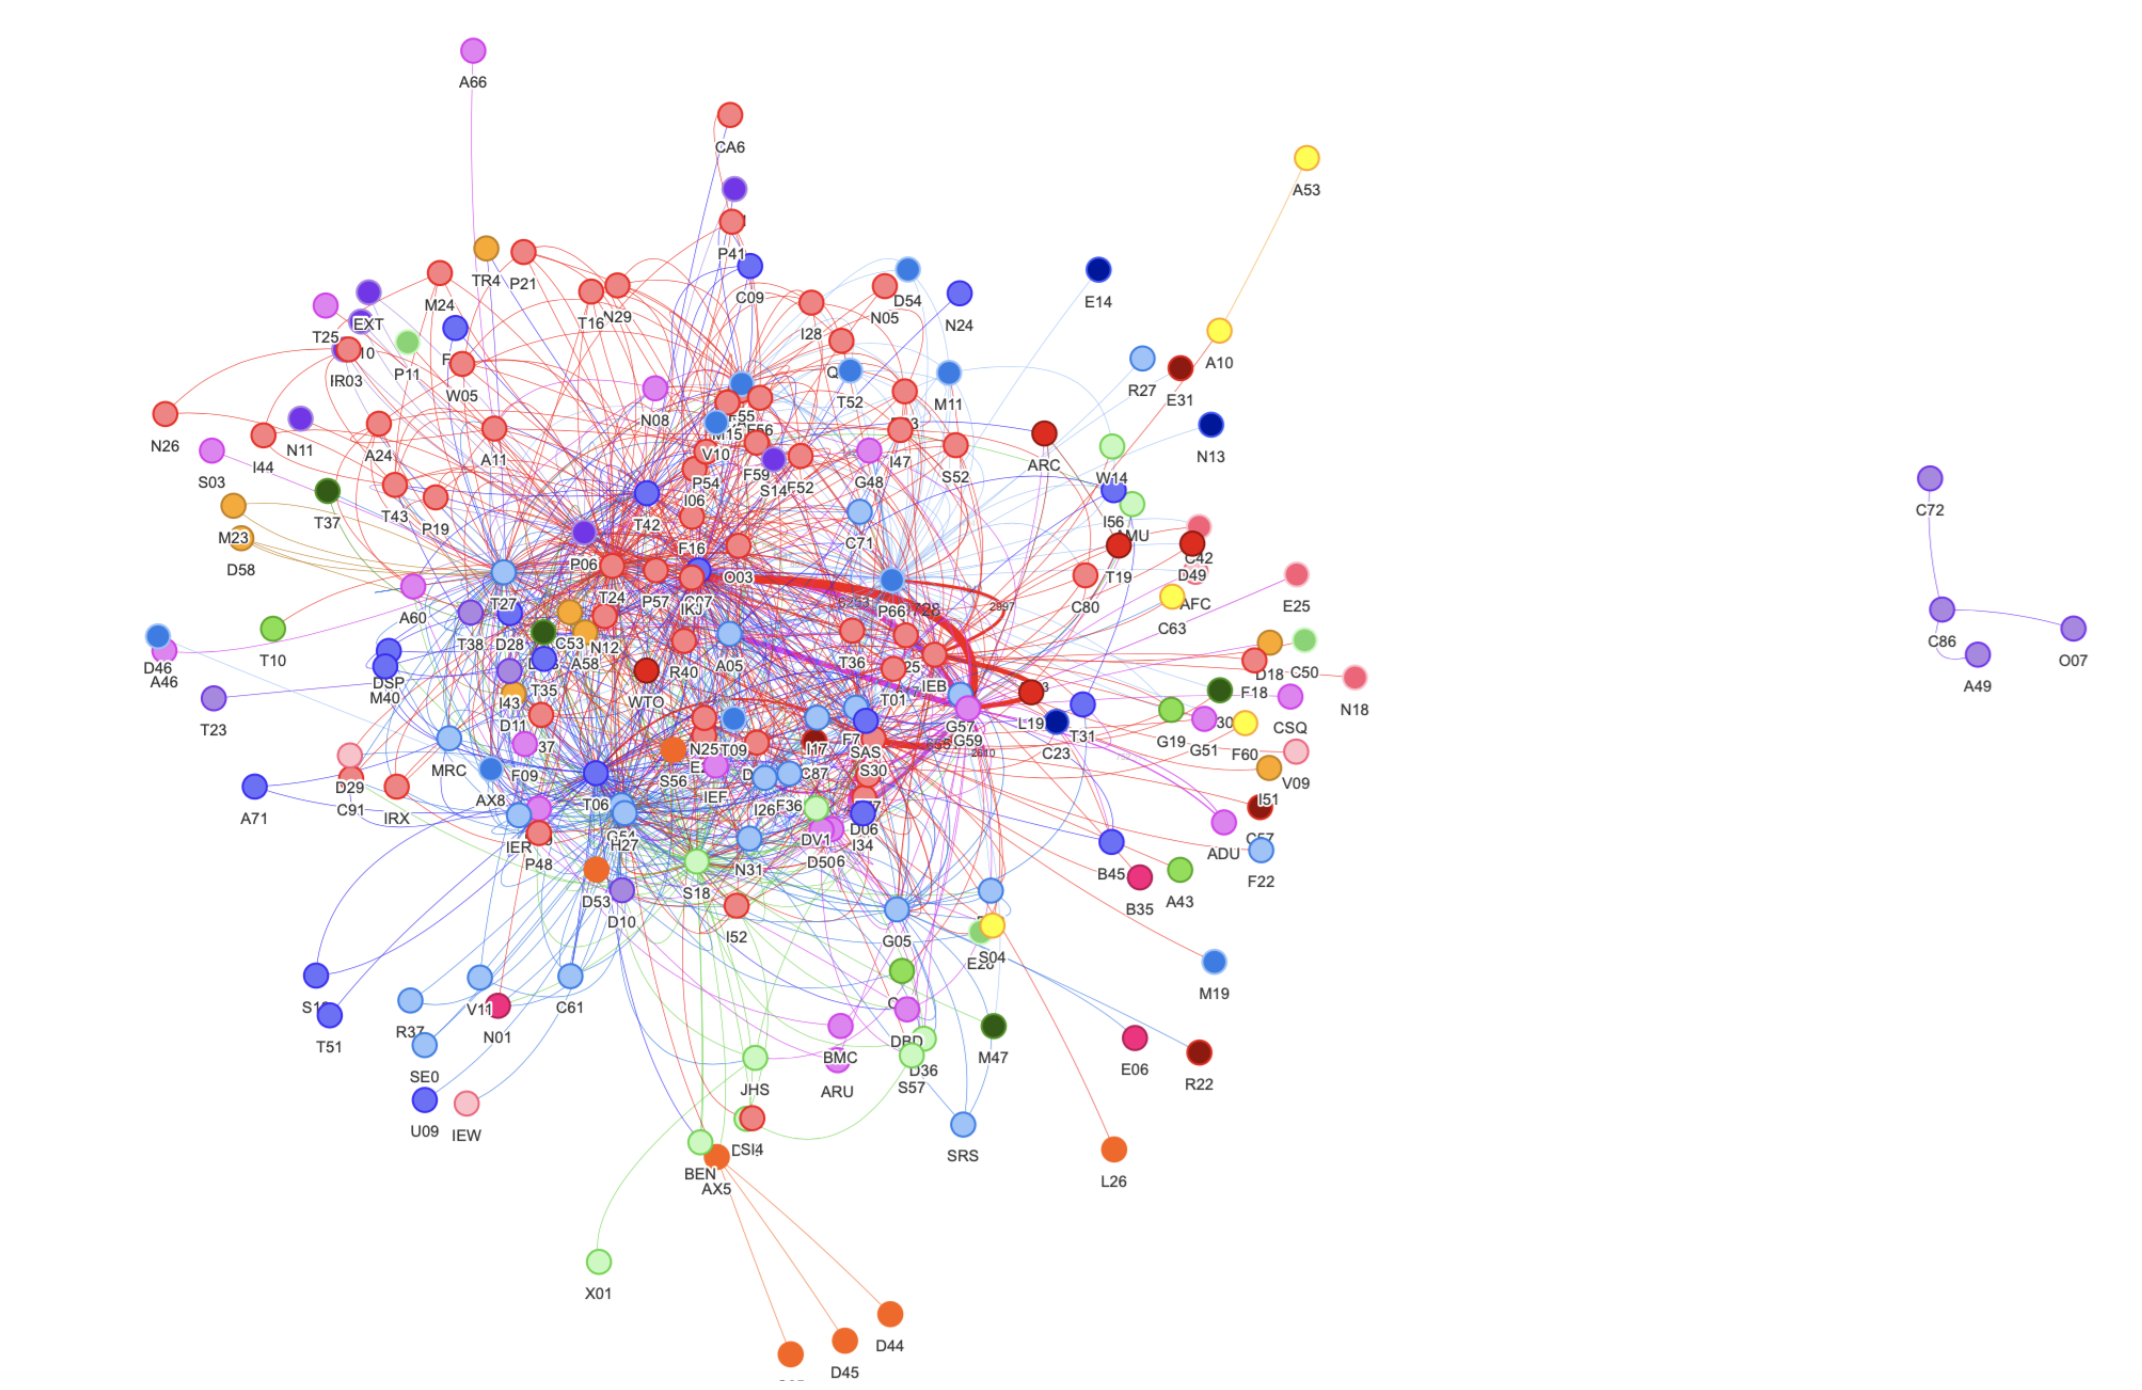 A66
CA6
A53
P41
TR4
P21
M24
C09
D54
E14
T16
N29
N05
N24
EXT
T25
I28
A10
IR03
P11
R27
W05
E31
T52
M11
N08
N26
N11
I44
A24
A11
V10
I47
ARC
N13
S03
F59
P54
S14
F52
G48
S52
W14
T37
I06
C72
T43
P19
T42
I56
M23
F16
C71
D58
P06
O03
T19
D49
T24
P57
P66
2997
T27
AFC
E25
A60
C80
C63
T38
D28
C53
N12
C86
T10
A58
R40
A05
T36
O07
D46
A46
DSP
M40
T35
IEB
D18
C50
A49
I43
WTO
T01
F18
N18
T23
D11
L19
G57
G59
T31
CSQ
C23
G19
G51
F60
MRC
F09
N25
T09
I17
SAS
V09
D29
C91
S56
C87
S30
AX8
IEF
I26
F36
I51
A71
IRX
T06
G54
D06
C57
IER
H27
DV1
I34
ADU
P48
N31
D506
B45
F22
S18
D53
B35
A43
D10
I52
G05
S04
M19
V11
C61
R37
N01
T51
DBD
M47
BMC
D36
SE0
JHS
ARU
S57
E06
R22
U09
IEW
SI4
SRS
BEN
L26
AX5
X01
D44
D45